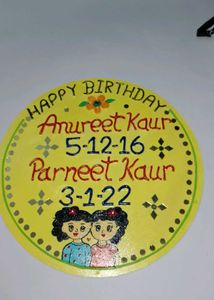 HAPPY BIRTHDAY
Anureet Kaur
5-12-16
Parneet Kaur
3-1-22